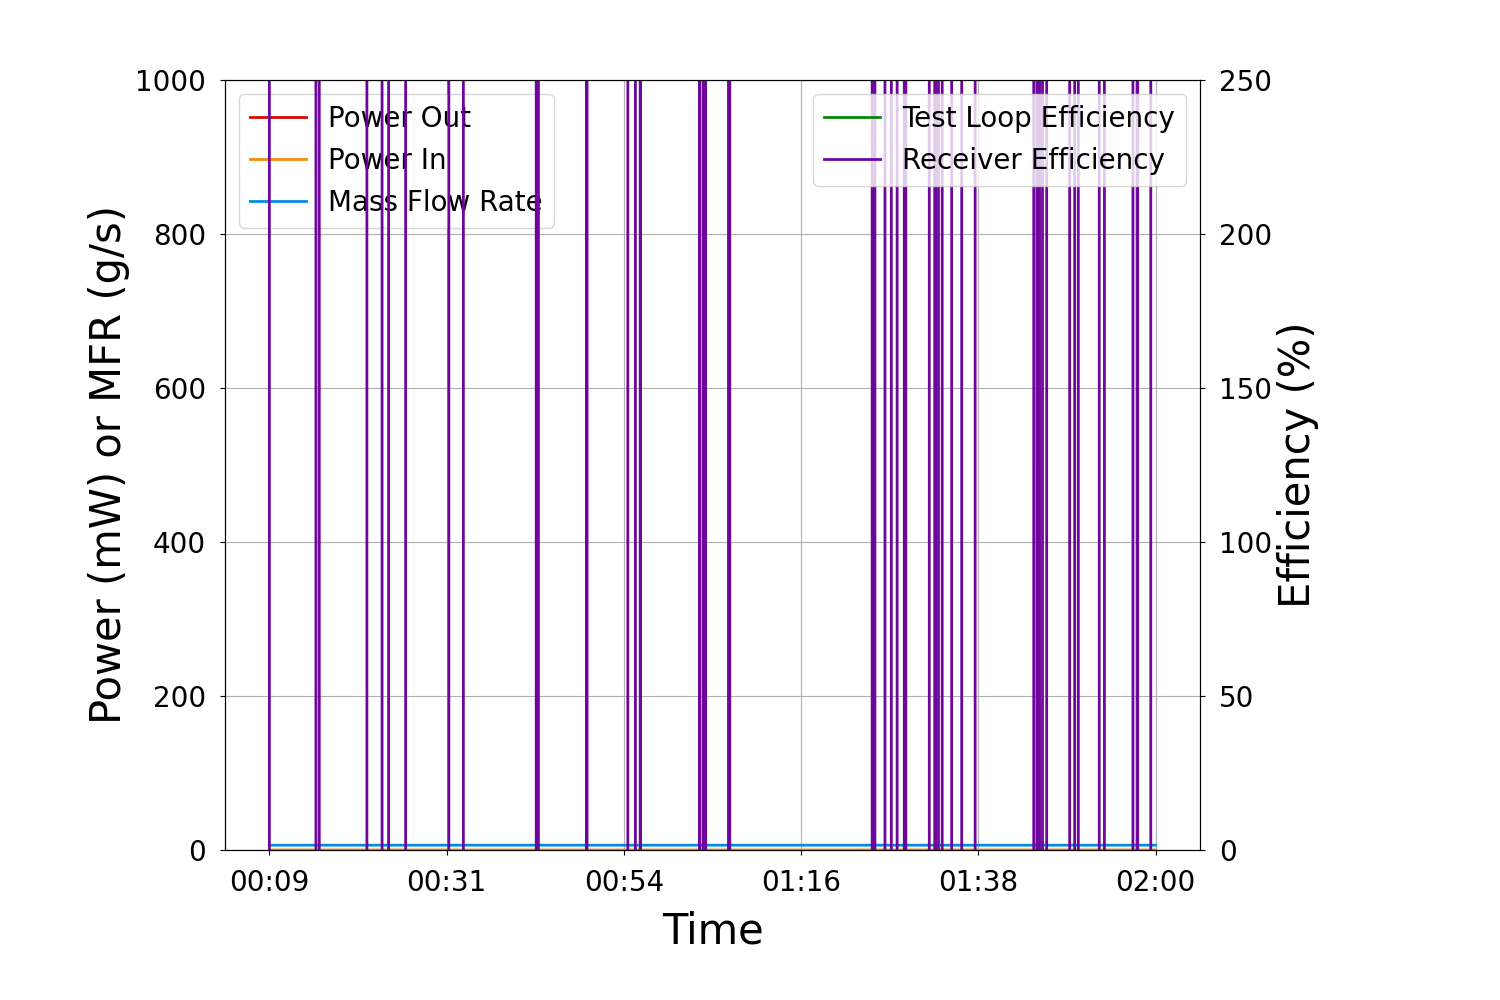 1000
800
600
400
200
0
Power (mW) or MFR (g/s)
Power Out
Power In
Mass Flow Rate
Test Loop Efficiency
Receiver Efficiency
250
200
150
100
50
0
Efficiency (%)
00:09 00:31 00:54 01:16 01:38 02:00
Time